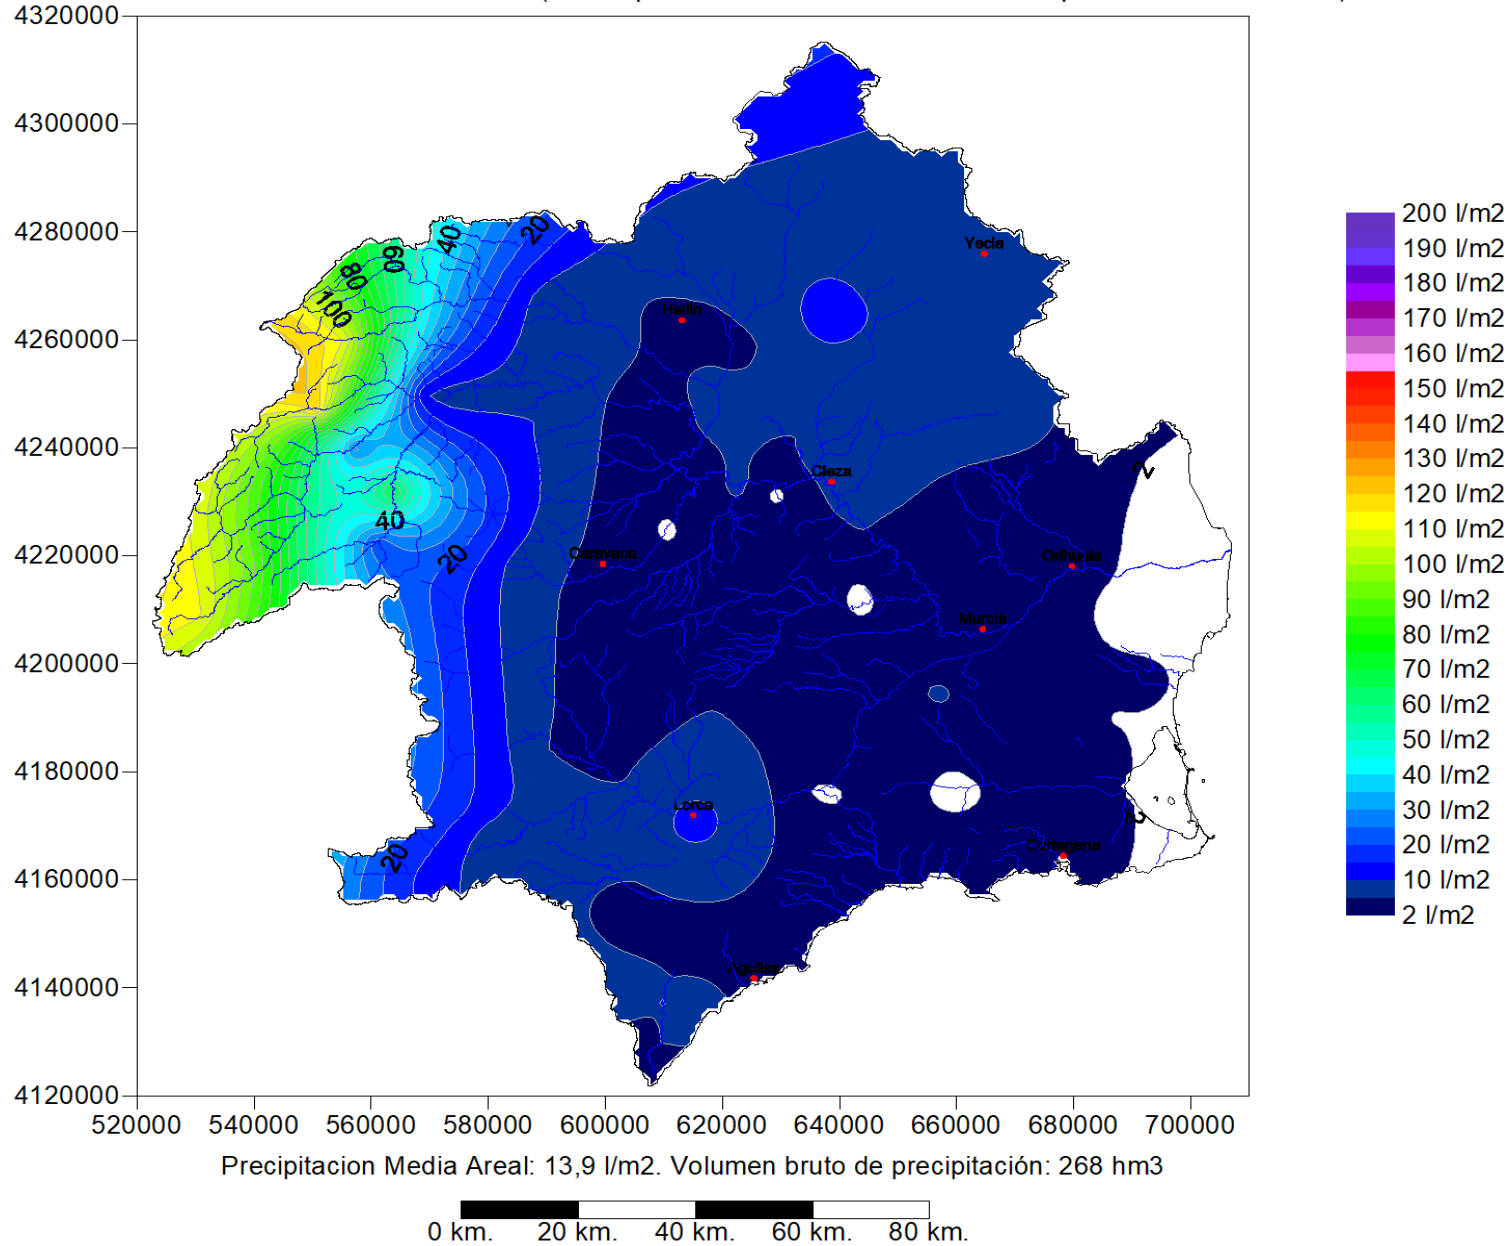 4320000
4300000
4280000
4260000
4240000
4220000
4200000
4180000
4160000
4140000
4120000
520000 540000 560000 580000 600000 620000 640000 660000 680000 700000
20
40
60
80
100
40
20
20
2
2
Yecla
Hellin
Cieza
Caravaca
Orihuela
Murcia
Lorca
Cartagena
Aguilas
200 l/m2
190 l/m2
180 l/m2
170 l/m2
160 l/m2
150 l/m2
140 l/m2
130 l/m2
120 l/m2
110 l/m2
100 l/m2
90 l/m2
80 l/m2
70 l/m2
60 l/m2
50 l/m2
40 l/m2
30 l/m2
20 l/m2
10 l/m2
2 l/m2
Precipitacion Media Areal: 13,9 l/m2. Volumen bruto de precipitación: 268 hm3
0 km. 20 km. 40 km. 60 km. 80 km.